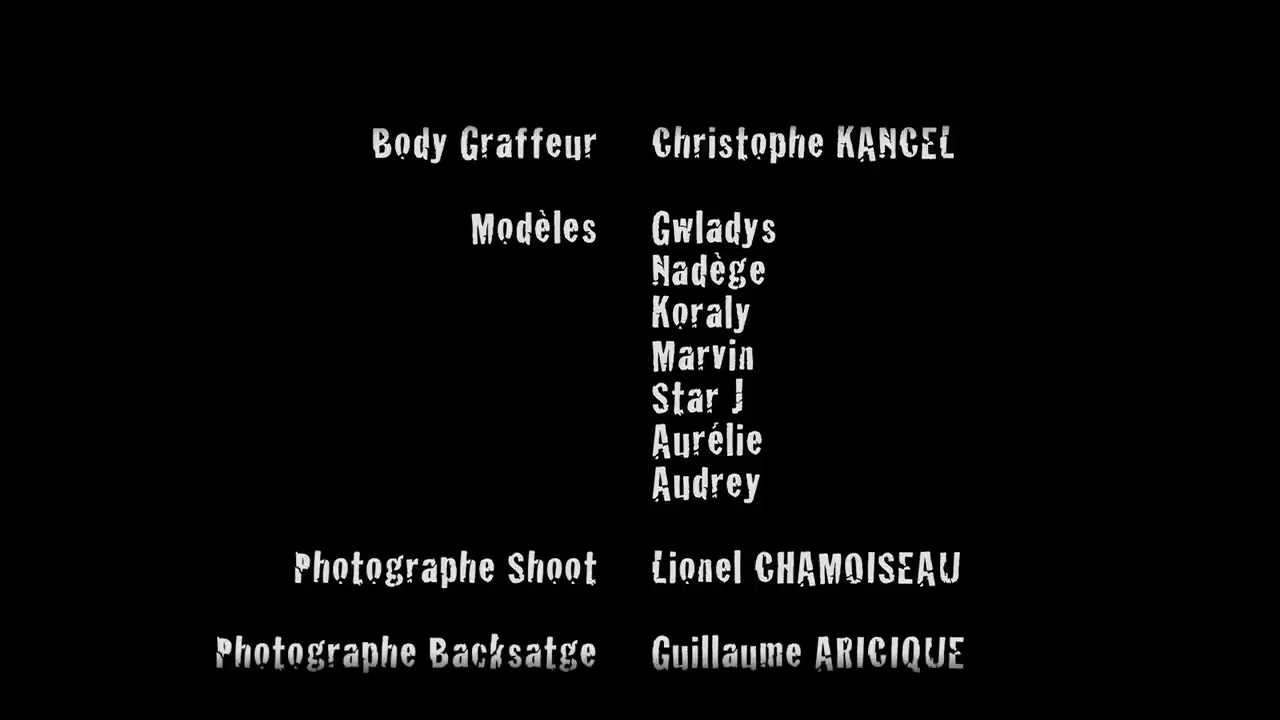 Body Graffeur Christophe KANCEL
Modèles Gwladys
Nadège
Koraly
Marvin
Star J
Aurélie
Audrey
Photographe Shoot Lionel CHAMOISEAU
Photographe Backsatge Guillaume ARICIQUE